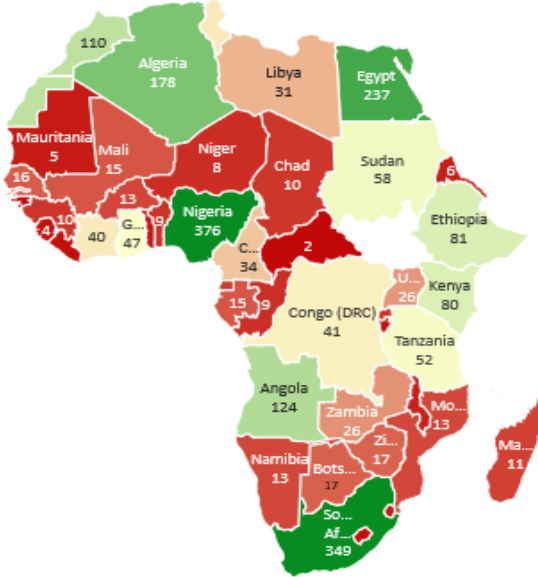 110
Algeria
178
Libya
31
Egypt
237
Mauritania
5
Mali
15
Niger
8
Chad
10
Sudan
58
6
16
13
10
4
40
G...
47
9
Nigeria
376
C...
34
2
Ethiopia
81
U...
26
Kenya
80
15
9
Congo (DRC)
41
Tanzania
52
Angola
124
Zambia
26
Mo...
13
Zi...
17
Ma...
11
Namibia
13
Bots...
17
So...
Af...
349